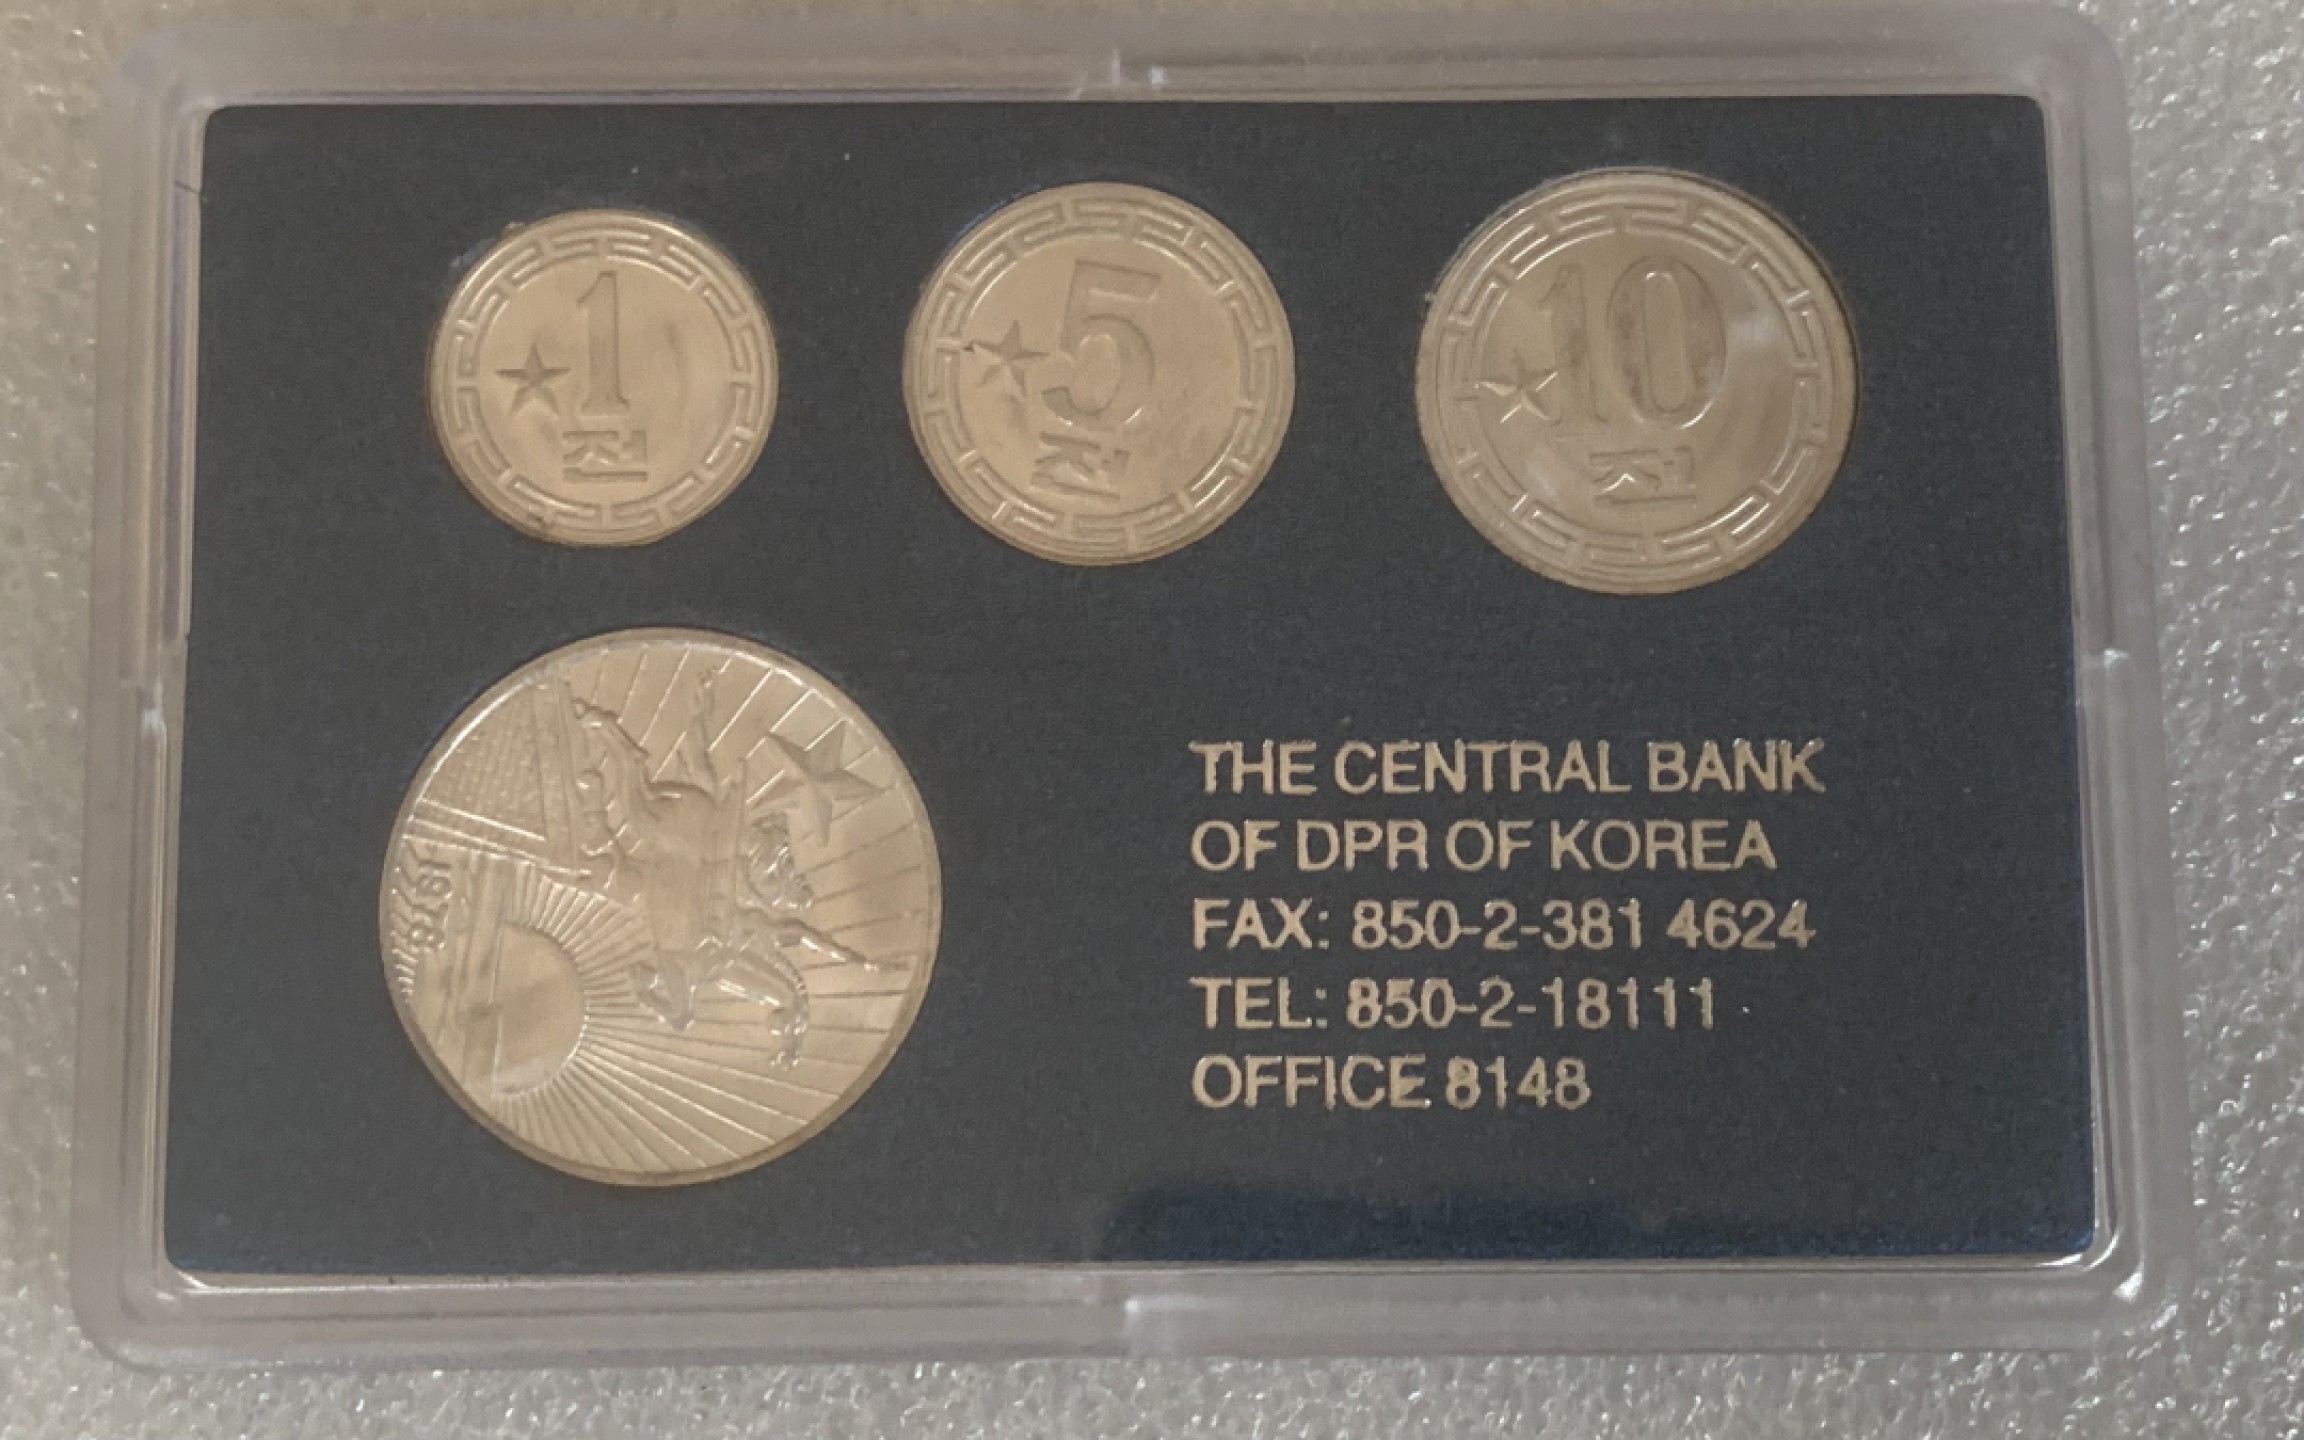 1
전
5
전
10
전
1978
THE CENTRAL BANK
OF DPR OF KOREA
FAX: 850-2-381 4624
TEL: 850-2-18111
OFFICE 8148